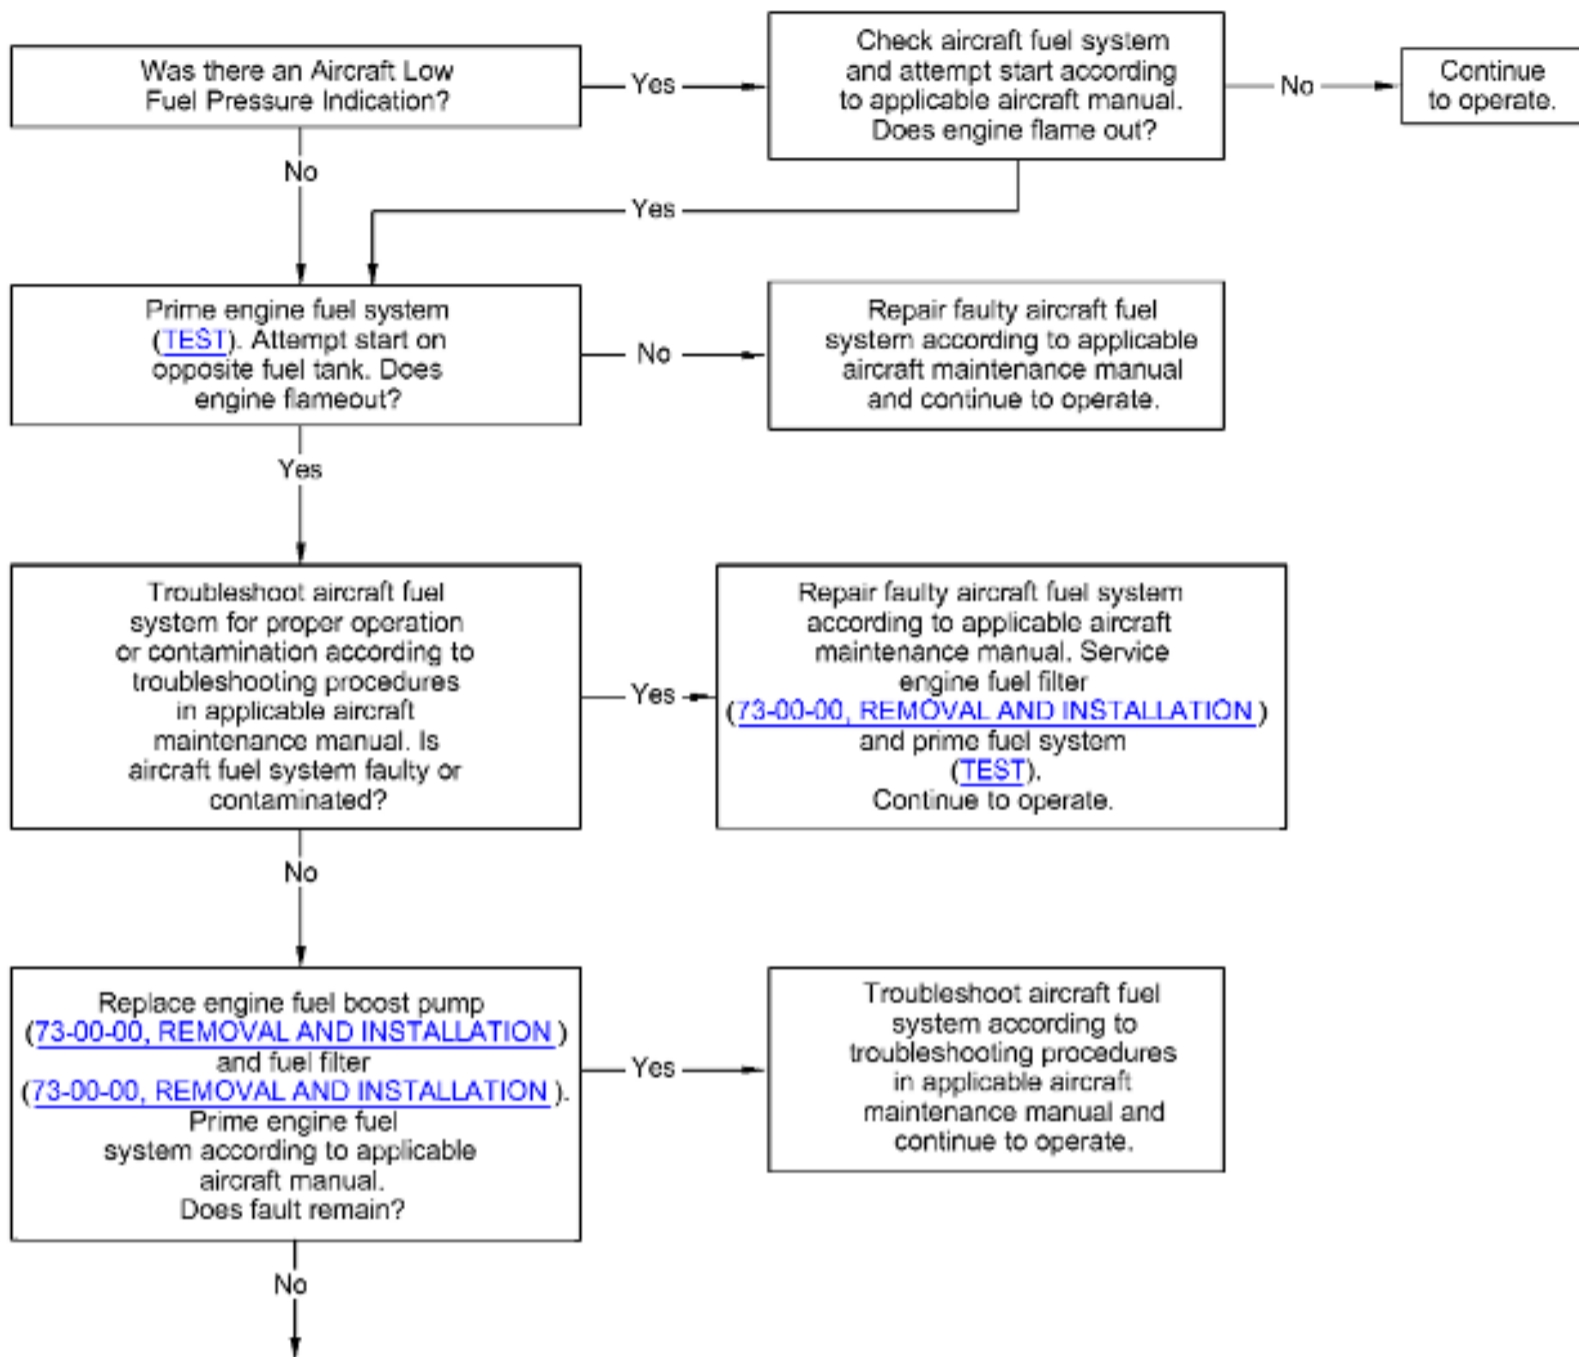 Was there an Aircraft Low
Fuel Pressure Indication?
Yes
Check aircraft fuel system
and attempt start according
to applicable aircraft manual.
Does engine flame out?
No
Continue
to operate.
No
Yes
Prime engine fuel system
(TEST). Attempt start on
opposite fuel tank. Does
engine flameout?
No
Repair faulty aircraft fuel
system according to applicable
aircraft maintenance manual
and continue to operate.
Yes
Troubleshoot aircraft fuel
system for proper operation
or contamination according to
troubleshooting procedures
in applicable aircraft
maintenance manual. Is
aircraft fuel system faulty or
contaminated?
Yes
Repair faulty aircraft fuel system
according to applicable aircraft
maintenance manual. Service
engine fuel filter
(73-00-00, REMOVAL AND INSTALLATION )
and prime fuel system
(TEST).
Continue to operate.
No
Replace engine fuel boost pump
(73-00-00, REMOVAL AND INSTALLATION )
and fuel filter
(73-00-00, REMOVAL AND INSTALLATION ).
Prime engine fuel
system according to applicable
aircraft manual.
Does fault remain?
Yes
Troubleshoot aircraft fuel
system according to
troubleshooting procedures
in applicable aircraft
maintenance manual and
continue to operate.
No